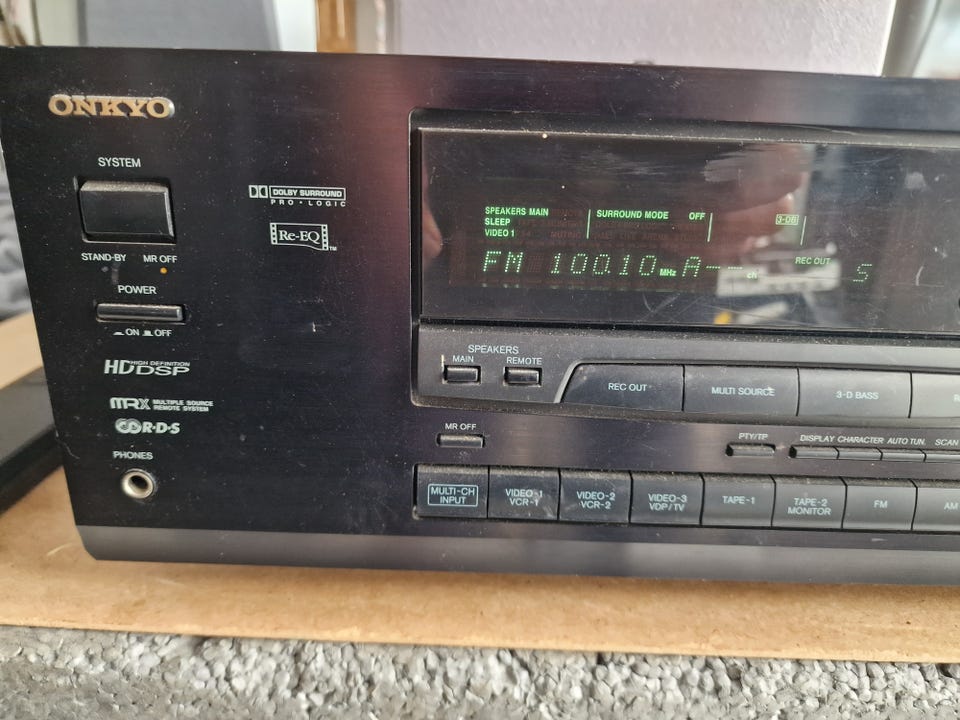 ONKYO
SYSTEM
STAND-BY MR OFF
POWER
ON OFF
HD HIGH DEFINITION DSP
MRX MULTIPLE SOURCE REMOTE SYSTEM
R·D·S
PHONES
DOLBY SURROUND
PRO·LOGIC
Re-EQ™
SPEAKERS MAIN SURROUND MODE OFF 3-DB
SLEEP
VIDEO 1
FM 100.10 MHz A--- ch REC OUT S
SPEAKERS
MAIN REMOTE
REC OUT MULTI SOURCE 3-D BASS
MR OFF
PTY/TP DISPLAY CHARACTER AUTO TUN. SCAN
MULTI-CH INPUT
VIDEO-1 VCR-1
VIDEO-2 VCR-2
VIDEO-3 VDP/TV
TAPE-1
TAPE-2 MONITOR
FM
AM